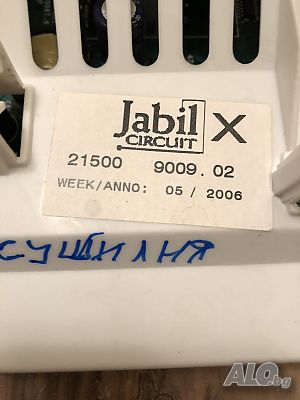 Jabil X
CIRCUIT
21500 9009.02
WEEK/ANNO: 05 / 2006
сушилня
ALO.bg